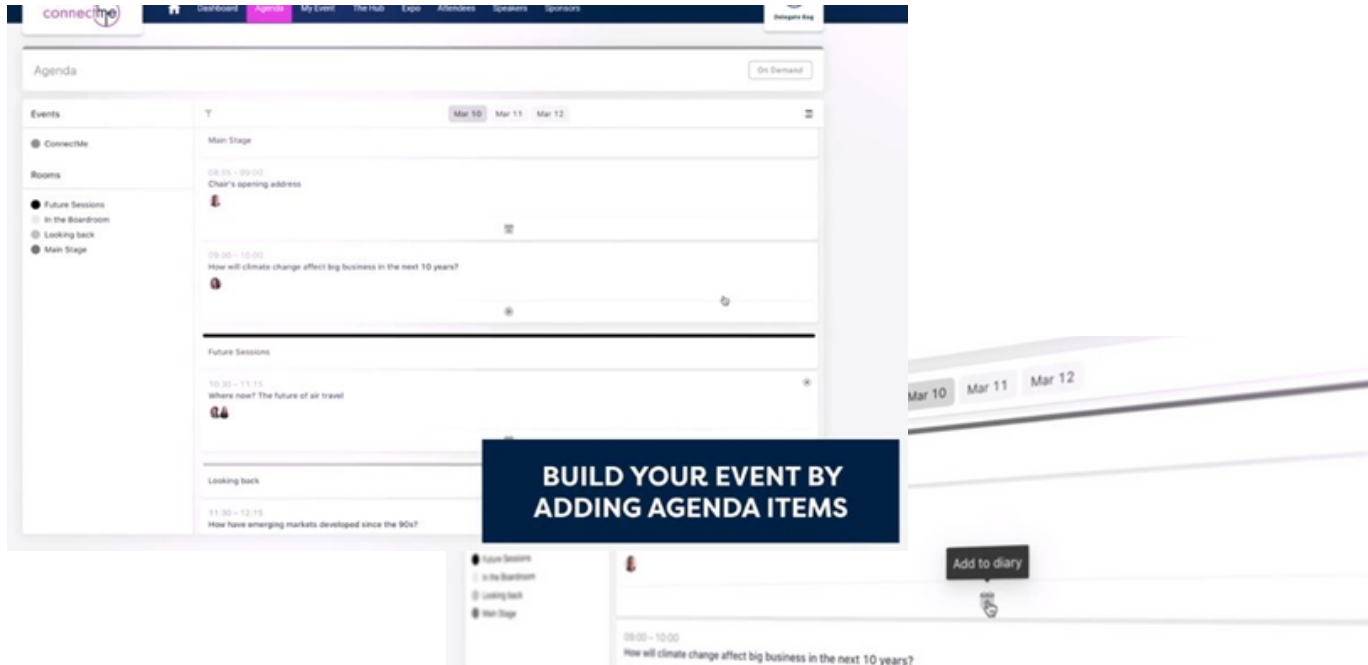 connectme
Dashboard Agenda My Event The Hub Expo Attendees Speakers Sponsors
Delegate Bag
Agenda
On Demand
Events
Mar 10 Mar 11 Mar 12
ConnectMe
Rooms
Future Sessions
In the Boardroom
Looking back
Main Stage
Main Stage
08:55 - 09:00
Chair's opening address
09:00 - 10:00
How will climate change affect big business in the next 10 years?
Future Sessions
10:30 - 11:15
Where now? The future of air travel
Looking back
11:30 - 12:15
How have emerging markets developed since the 90s?
BUILD YOUR EVENT BY
ADDING AGENDA ITEMS
Mar 10 Mar 11 Mar 12
Future Sessions
In the Boardroom
Looking back
Main Stage
Add to diary
09:00 - 10:00
How will climate change affect big business in the next 10 years?